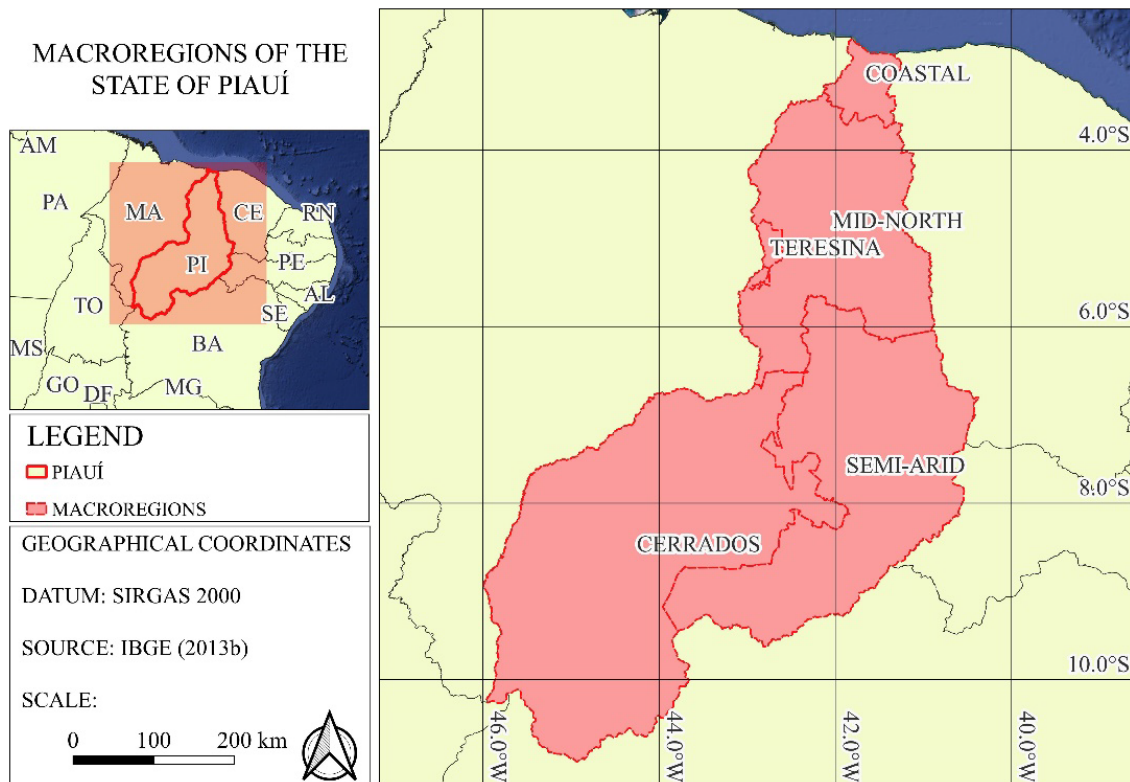 MACROREGIONS OF THE
STATE OF PIAUÍ
AM
PA
MA
CE
RN
PI
PE
TO
AL
SE
MS
BA
GO
DF
MG
LEGEND
PIAUÍ
MACROREGIONS
GEOGRAPHICAL COORDINATES
DATUM: SIRGAS 2000
SOURCE: IBGE (2013b)
SCALE:
0 100 200 km
COASTAL
4.0°S
MID-NORTH
TERESINA
6.0°S
SEMI-ARID
8.0°S
CERRADOS
10.0°S
46.0°W
44.0°W
42.0°W
40.0°W